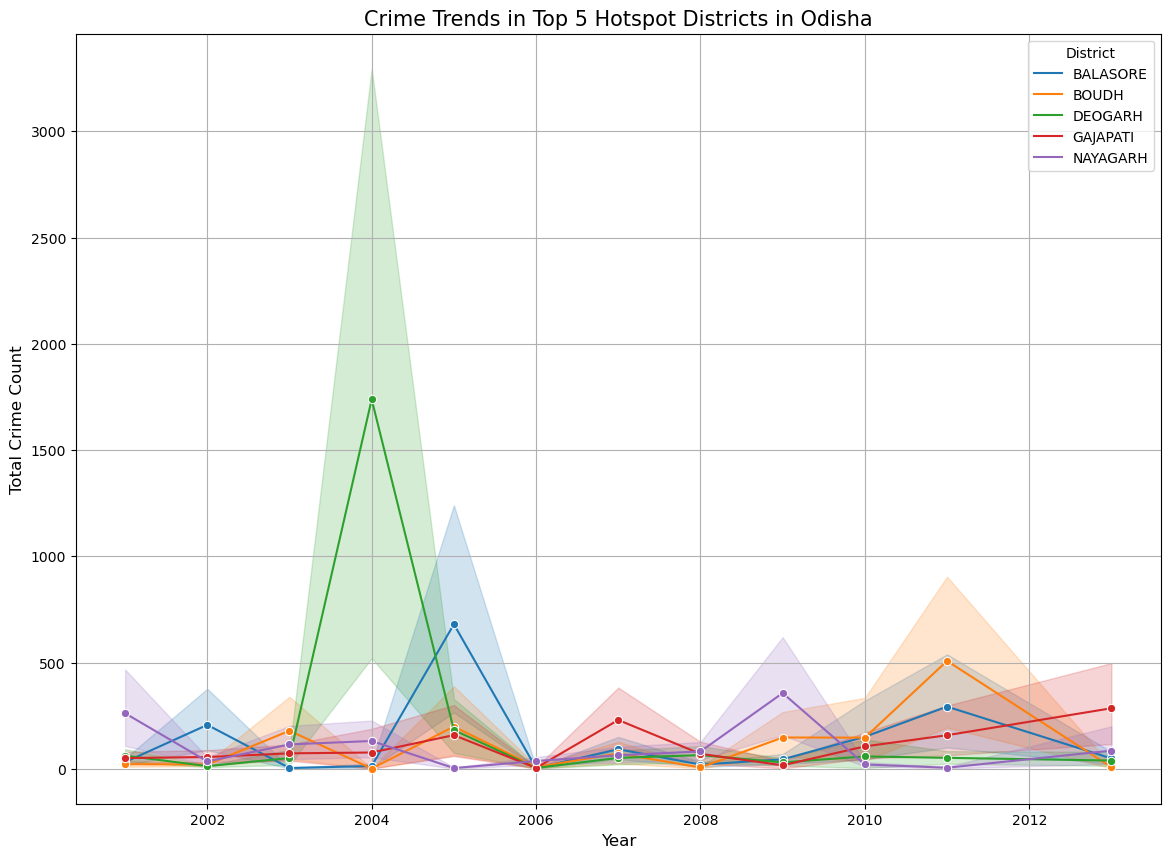 Crime Trends in Top 5 Hotspot Districts in Odisha
District
BALASORE
BOUDH
DEOGARH
GAJAPATI
NAYAGARH
Total Crime Count
3000
2500
2000
1500
1000
500
0
2002 2004 2006 2008 2010 2012
Year